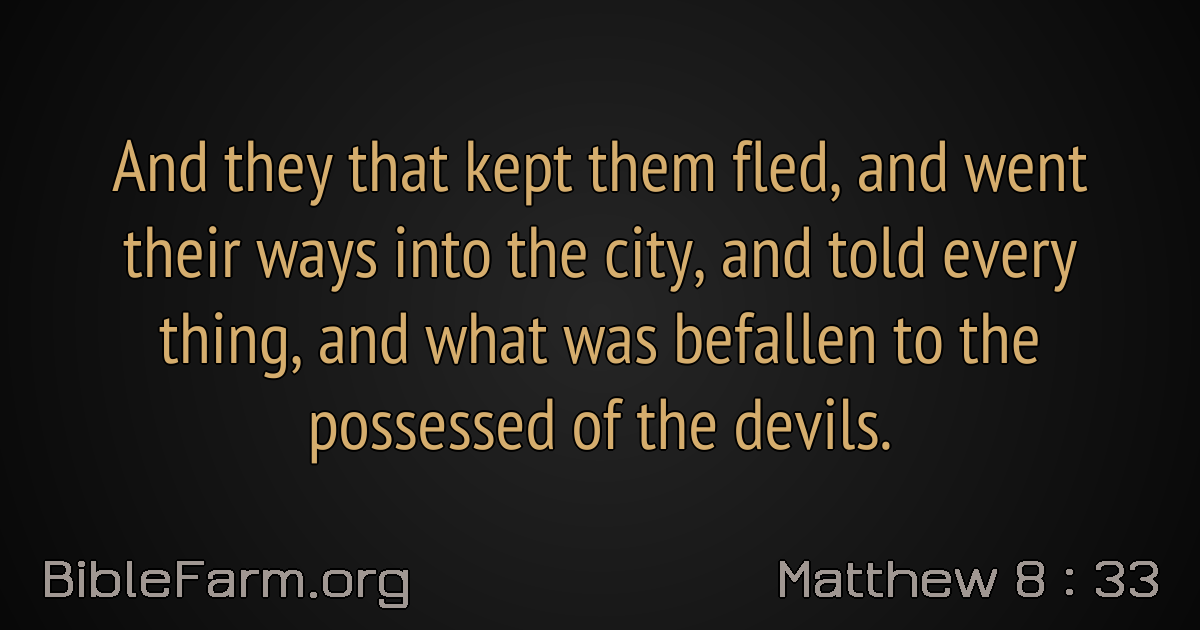 And they that kept them fled, and went
their ways into the city, and told every
thing, and what was befallen to the
possessed of the devils.
BibleFarm.org
Matthew 8 : 33